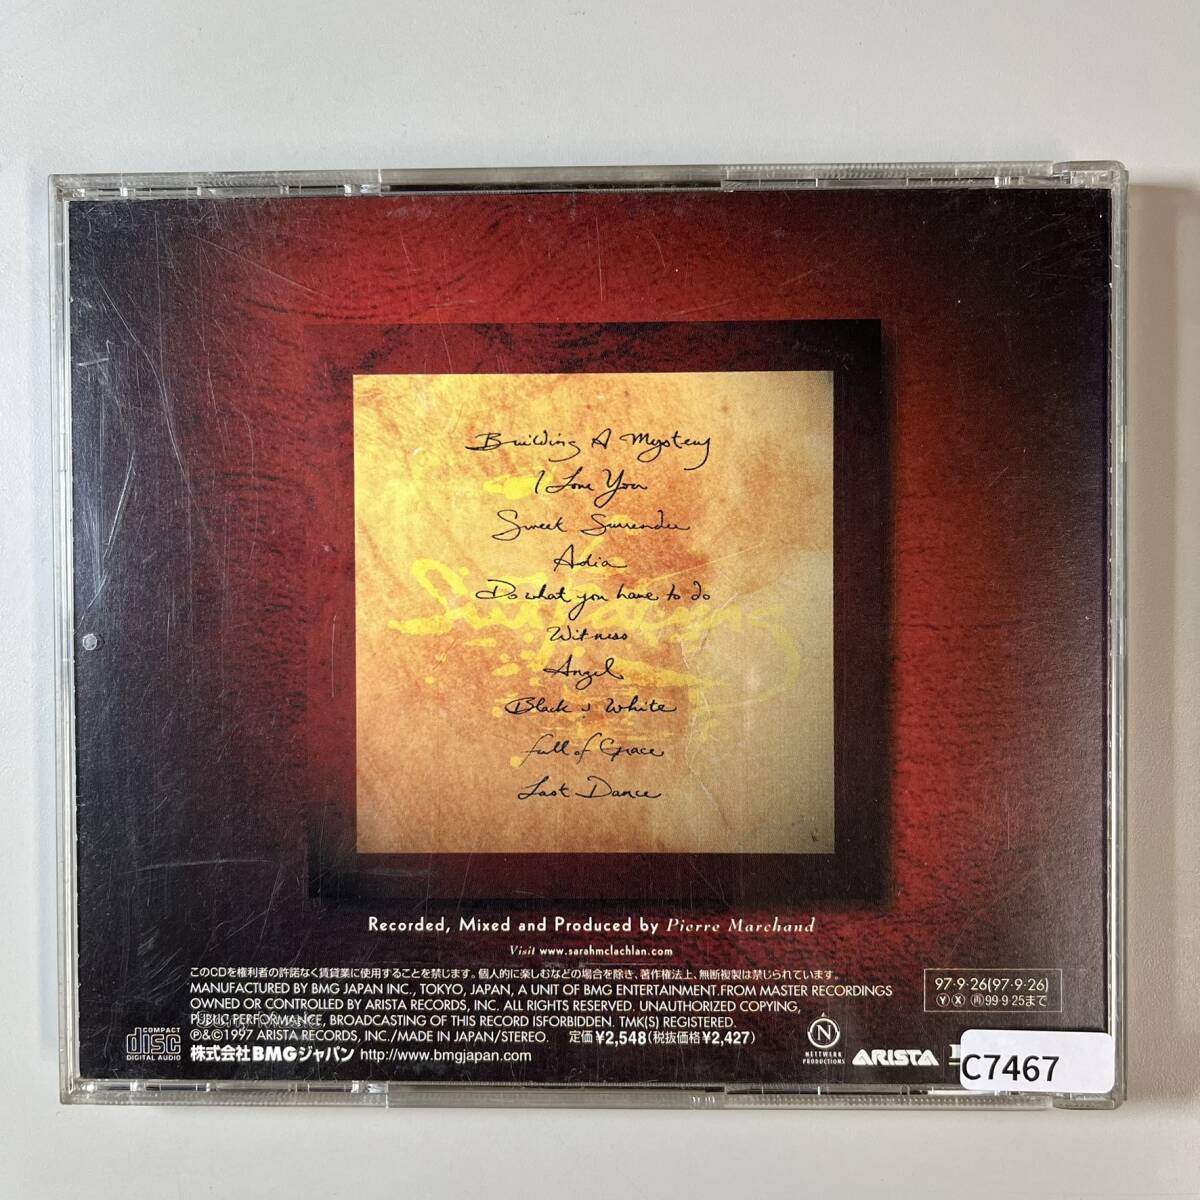 Building A Mystery
I Love You
Sweet Surrender
Adia
Do what you have to do
Witness
Angel
Black & White
Full of Grace
Last Dance
Recorded, Mixed and Produced by Pierre Marchand
Visit www.sarahmclachlan.com
このCDを権利者の許諾なく賃貸業に使用することを禁じます。個人的に楽しむなどの場合を除き、著作権法上、無断複製は禁じられています。
MANUFACTURED BY BMG JAPAN INC., TOKYO, JAPAN, A UNIT OF BMG ENTERTAINMENT. FROM MASTER RECORDINGS
OWNED OR CONTROLLED BY ARISTA RECORDS, INC. ALL RIGHTS RESERVED. UNAUTHORIZED COPYING,
PUBLIC PERFORMANCE, BROADCASTING OF THIS RECORD ISFORBIDDEN. TMK(S) REGISTERED.
℗&©1997 ARISTA RECORDS, INC./MADE IN JAPAN/STEREO. 定価¥2,548(税抜価格¥2,427)
株式会社BMGジャパン http://www.bmgjapan.com
97·9·26(97·9·26)
Ⓨ Ⓧ ㊢99·9·25まで
COMPACT
disc
DIGITAL AUDIO
N
NETTWERK
PRODUCTIONS
ARISTA
C7467